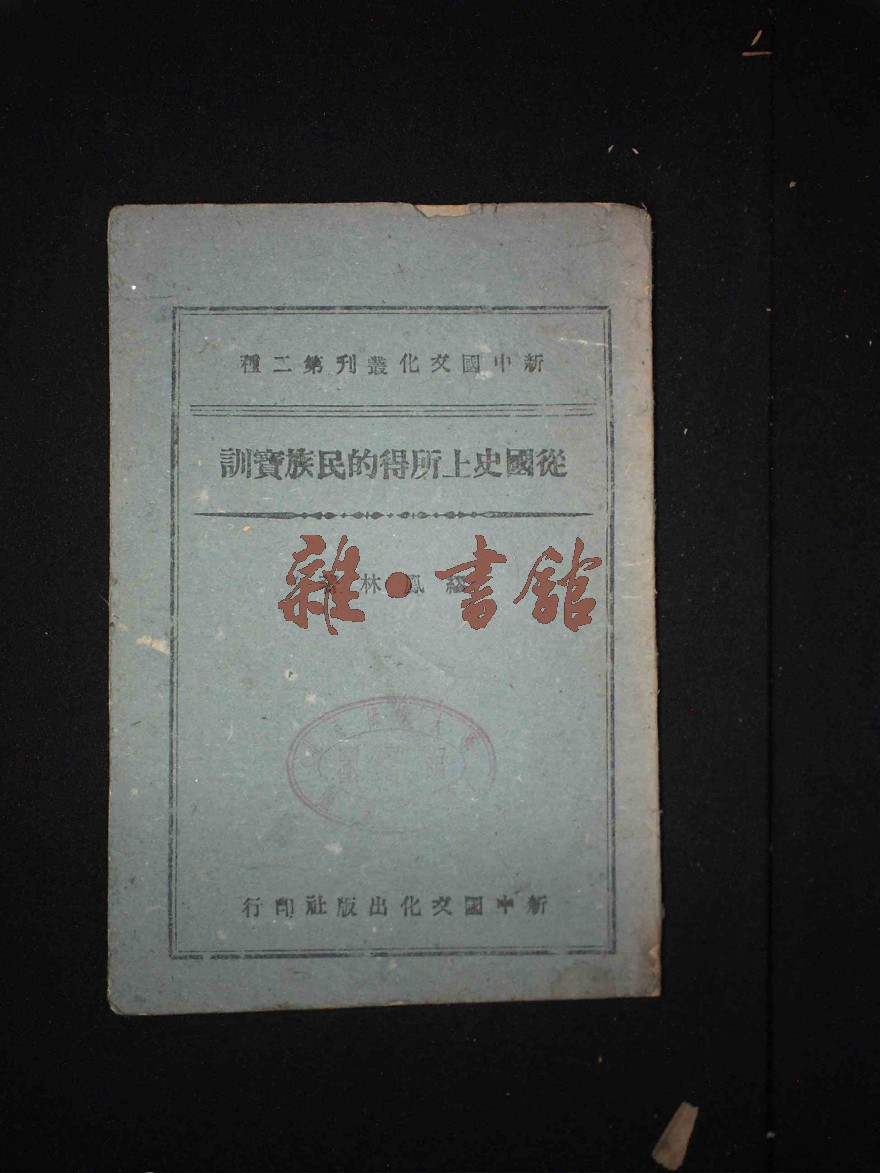 新中國文化叢刊第二種
從國史上所得的民族寶訓
繆鳳林
雜·書館
新中國文化出版社印行